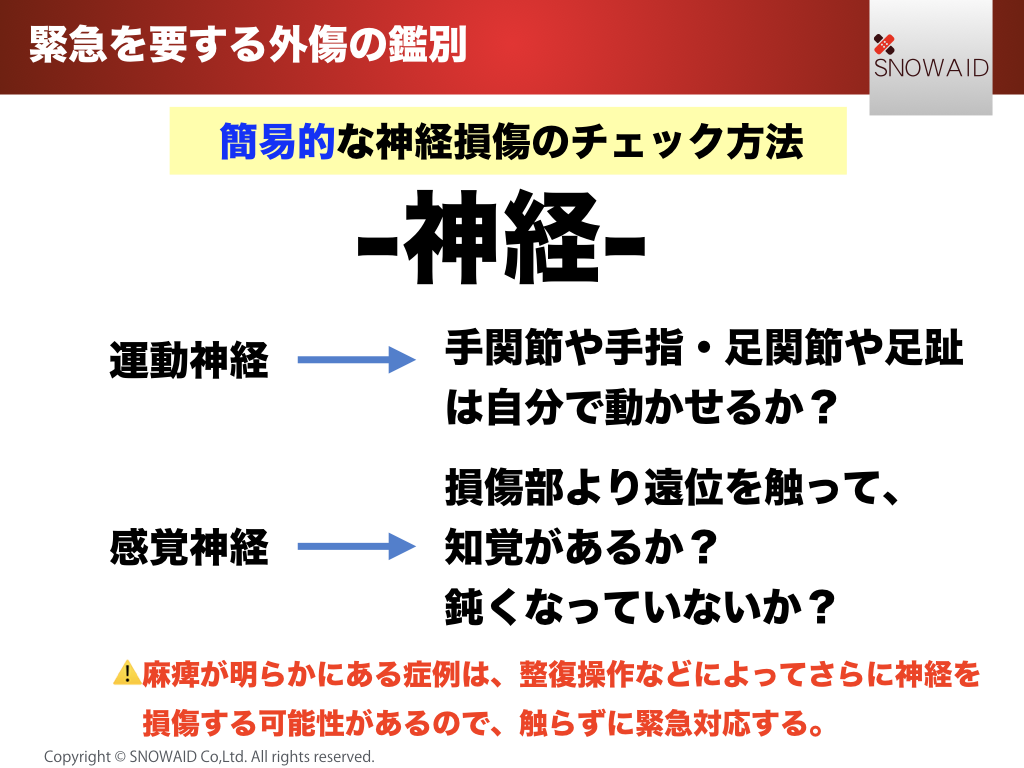 緊急を要する外傷の鑑別
SNOWAID
簡易的な神経損傷のチェック方法
-神経-
運動神経
手関節や手指・足関節や足趾
は自分で動かせるか？
感覚神経
損傷部より遠位を触って、
知覚があるか？
鈍くなっていないか？
⚠麻痺が明らかにある症例は、整復操作などによってさらに神経を
損傷する可能性があるので、触らずに緊急対応する。
Copyright © SNOWAID Co,Ltd. All rights reserved.